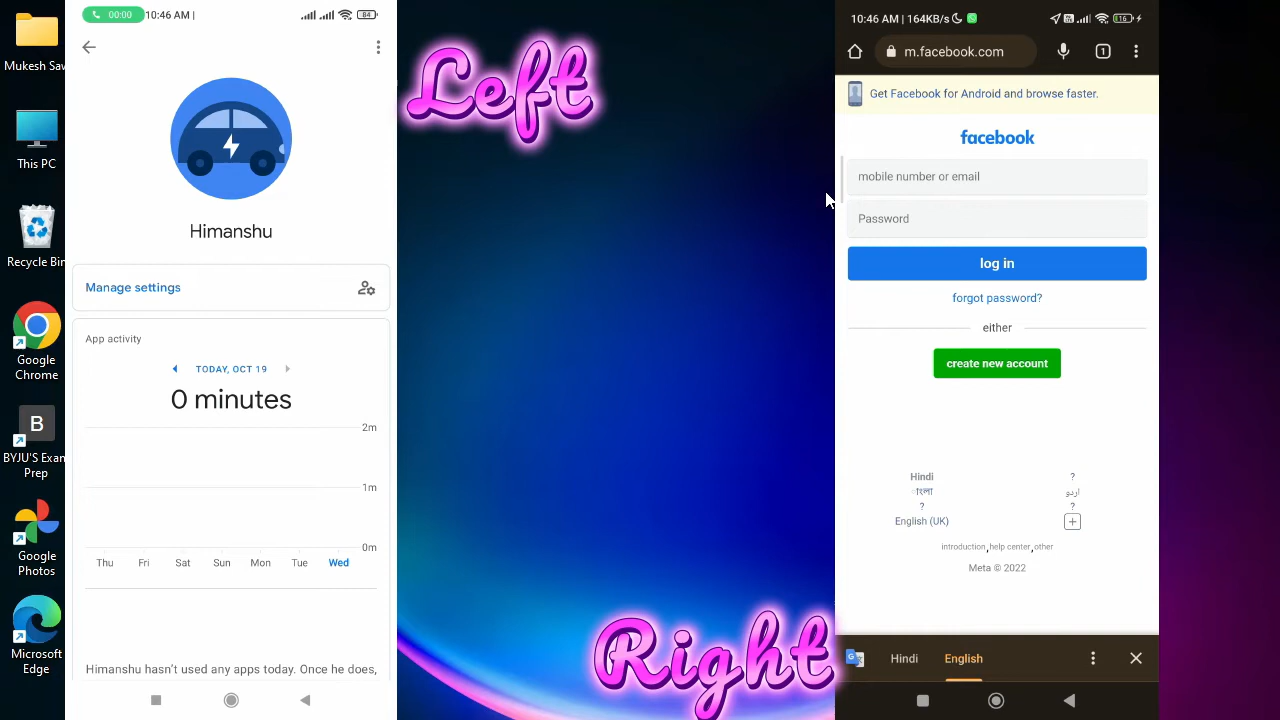 Mukesh Sav
This PC
Recycle Bin
Google
Chrome
B
BYJU'S Exam
Prep
Google
Photos
Microsoft
Edge
00:00 10:46 AM |
84
Himanshu
Manage settings
App activity
TODAY, OCT 19
0 minutes
2m
1m
0m
Thu Fri Sat Sun Mon Tue Wed
Himanshu hasn't used any apps today. Once he does,
Left
Right
10:46 AM | 164KB/s
16
m.facebook.com
1
Get Facebook for Android and browse faster.
facebook
mobile number or email
Password
log in
forgot password?
either
create new account
Hindi ?
াংলা اردو
? ?
English (UK) +
introduction,help center,other
Meta © 2022
Hindi English